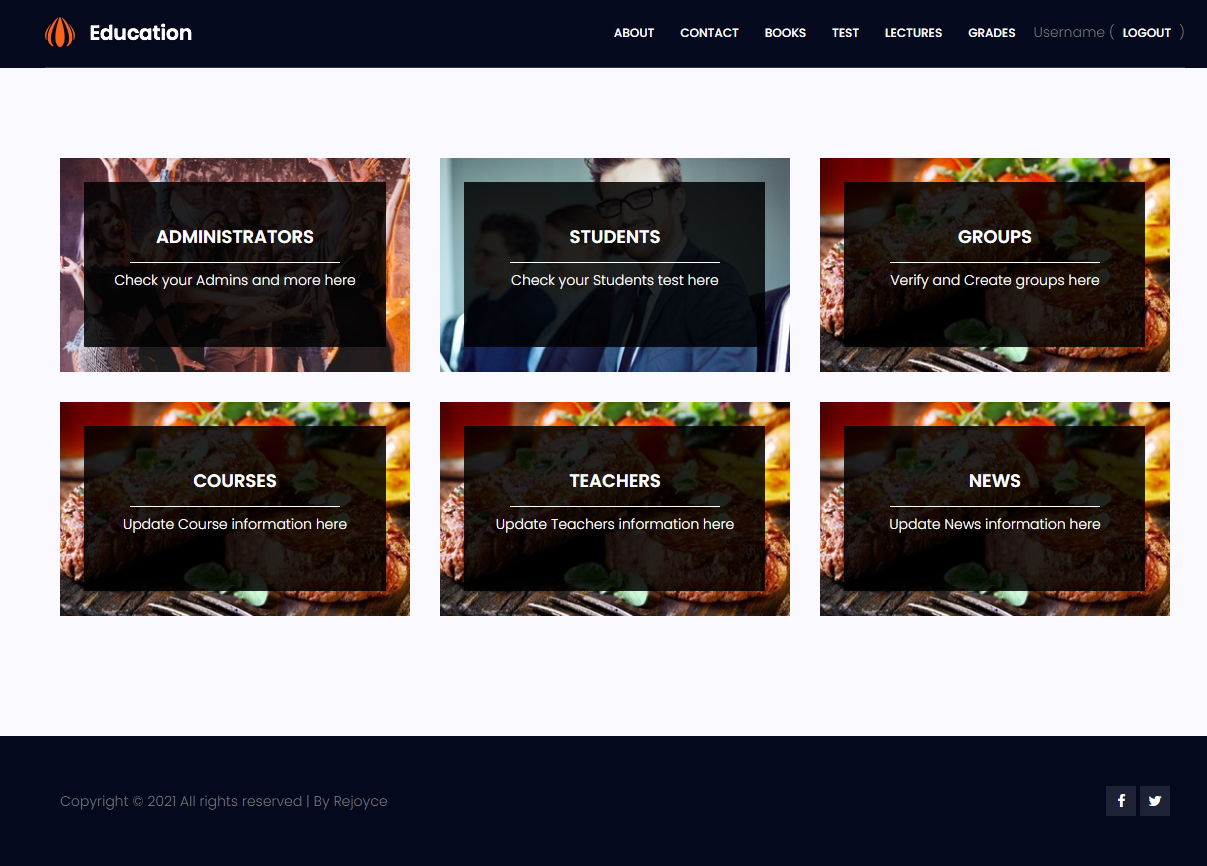 Education
ABOUT CONTACT BOOKS TEST LECTURES GRADES Username ( LOGOUT )
ADMINISTRATORS
Check your Admins and more here
STUDENTS
Check your Students test here
GROUPS
Verify and Create groups here
COURSES
Update Course information here
TEACHERS
Update Teachers information here
NEWS
Update News information here
Copyright © 2021 All rights reserved | By Rejoyce